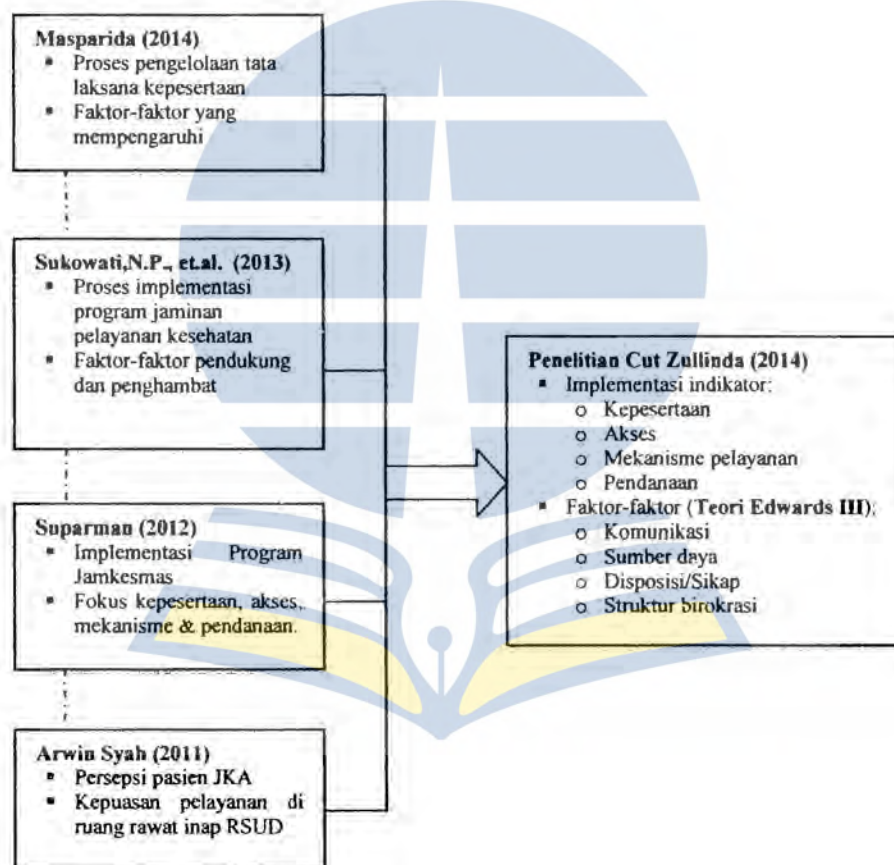 Masparida (2014)
▪ Proses pengelolaan tata
laksana kepesertaan
▪ Faktor-faktor yang
mempengaruhi
Sukowati,N.P., et.al. (2013)
▪ Proses implementasi
program jaminan
pelayanan kesehatan
▪ Faktor-faktor pendukung
dan penghambat
Suparman (2012)
▪ Implementasi Program
Jamkesmas
▪ Fokus kepesertaan, akses,
mekanisme & pendanaan.
Arwin Syah (2011)
▪ Persepsi pasien JKA
▪ Kepuasan pelayanan di
ruang rawat inap RSUD
Penelitian Cut Zullinda (2014)
▪ Implementasi indikator:
o Kepesertaan
o Akses
o Mekanisme pelayanan
o Pendanaan
▪ Faktor-faktor (Teori Edwards III);
o Komunikasi
o Sumber daya
o Disposisi/Sikap
o Struktur birokrasi